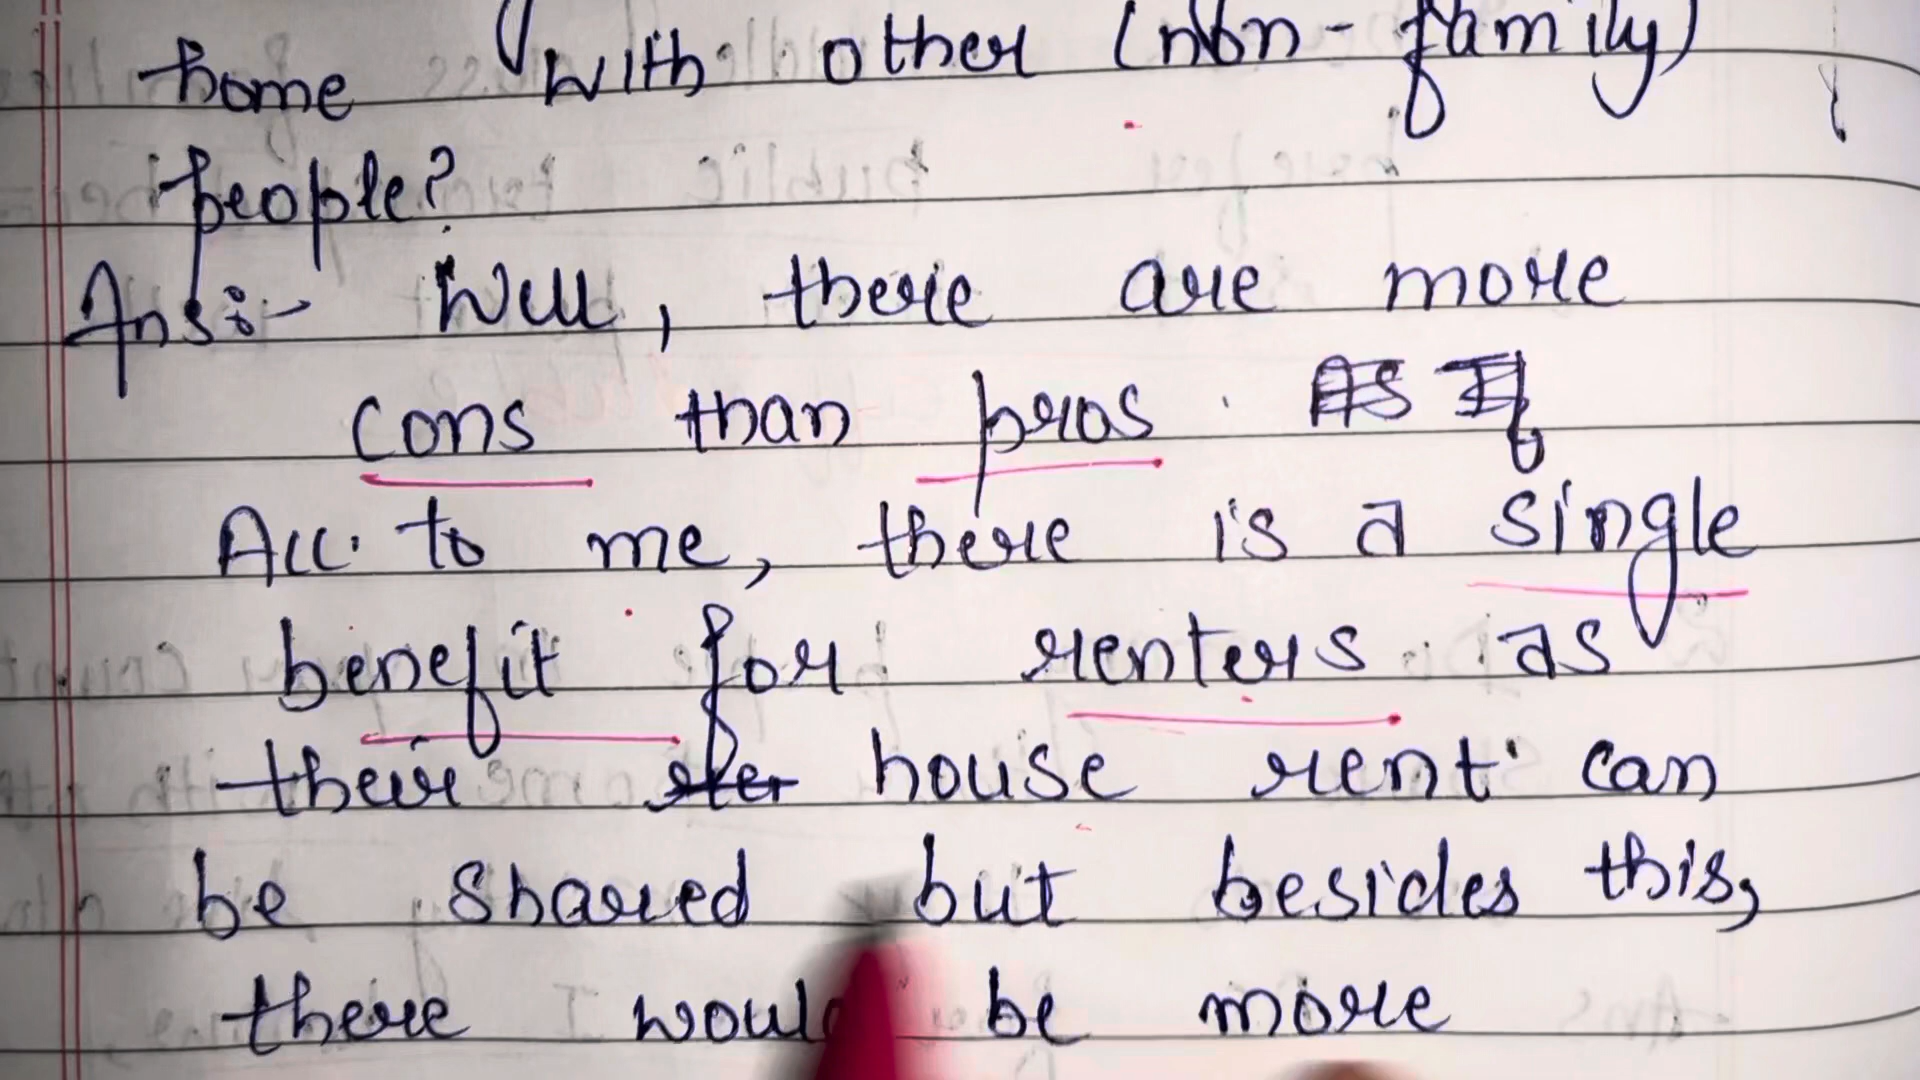 home with other (non-family)
people?
Ans:- Well, there are more
cons than pros.
Acc. to me, there is a single
benefit for renters as
their house rent can
be shared but besides this,
there would be more